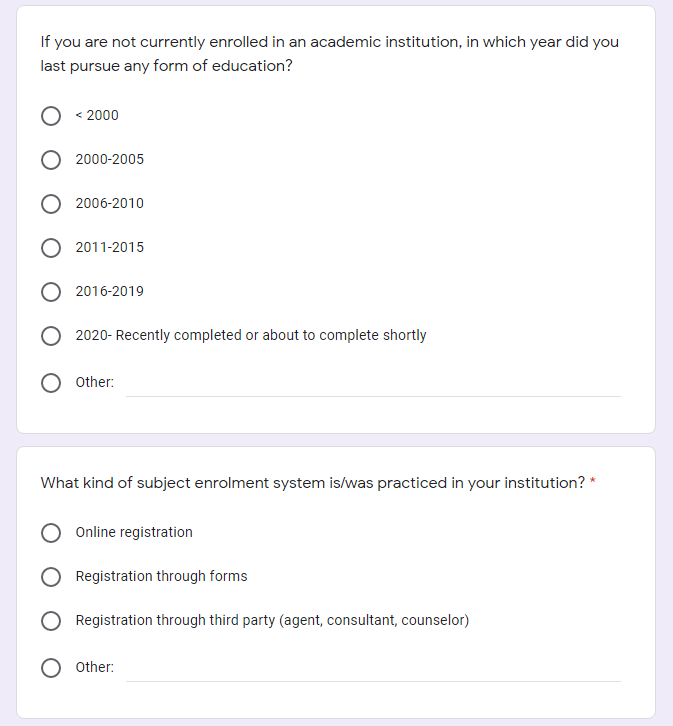 If you are not currently enrolled in an academic institution, in which year did you
last pursue any form of education?
< 2000
2000-2005
2006-2010
2011-2015
2016-2019
2020- Recently completed or about to complete shortly
Other:
What kind of subject enrolment system is/was practiced in your institution? *
Online registration
Registration through forms
Registration through third party (agent, consultant, counselor)
Other: